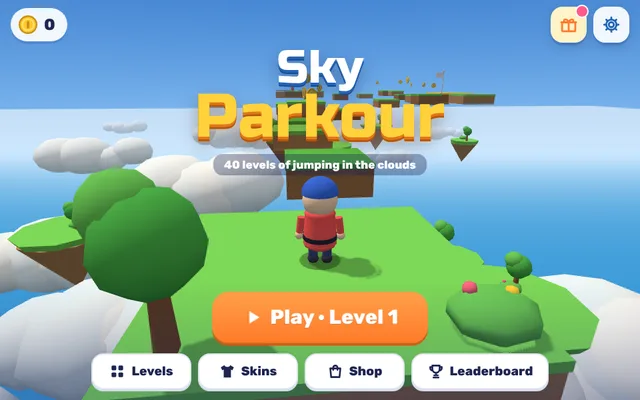 0
Sky
Parkour
40 levels of jumping in the clouds
Play • Level 1
Levels
Skins
Shop
Leaderboard